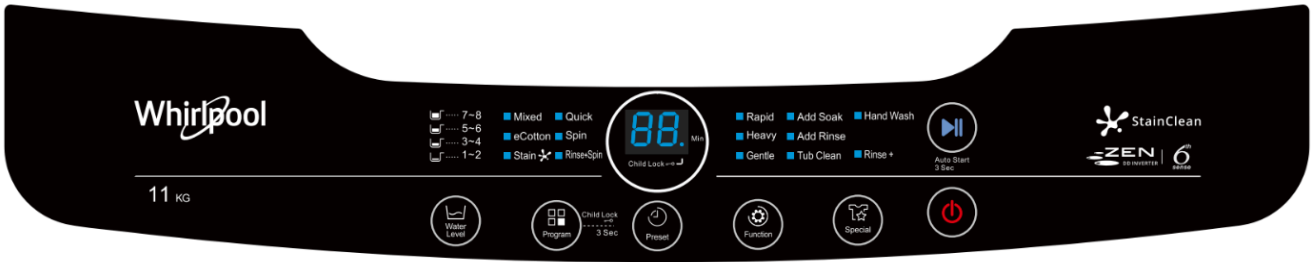 Whirlpool
11 KG
7~8
5~6
3~4
1~2
Mixed
Quick
eCotton
Spin
Stain
Rinse+Spin
88.
Min
Child Lock
Rapid
Add Soak
Hand Wash
Heavy
Add Rinse
Gentle
Tub Clean
Rinse +
Auto Start
3 Sec
StainClean
ZEN
DD INVERTER
6th
SENSE
Water
Level
Program
Child Lock
3 Sec
Preset
Function
Special